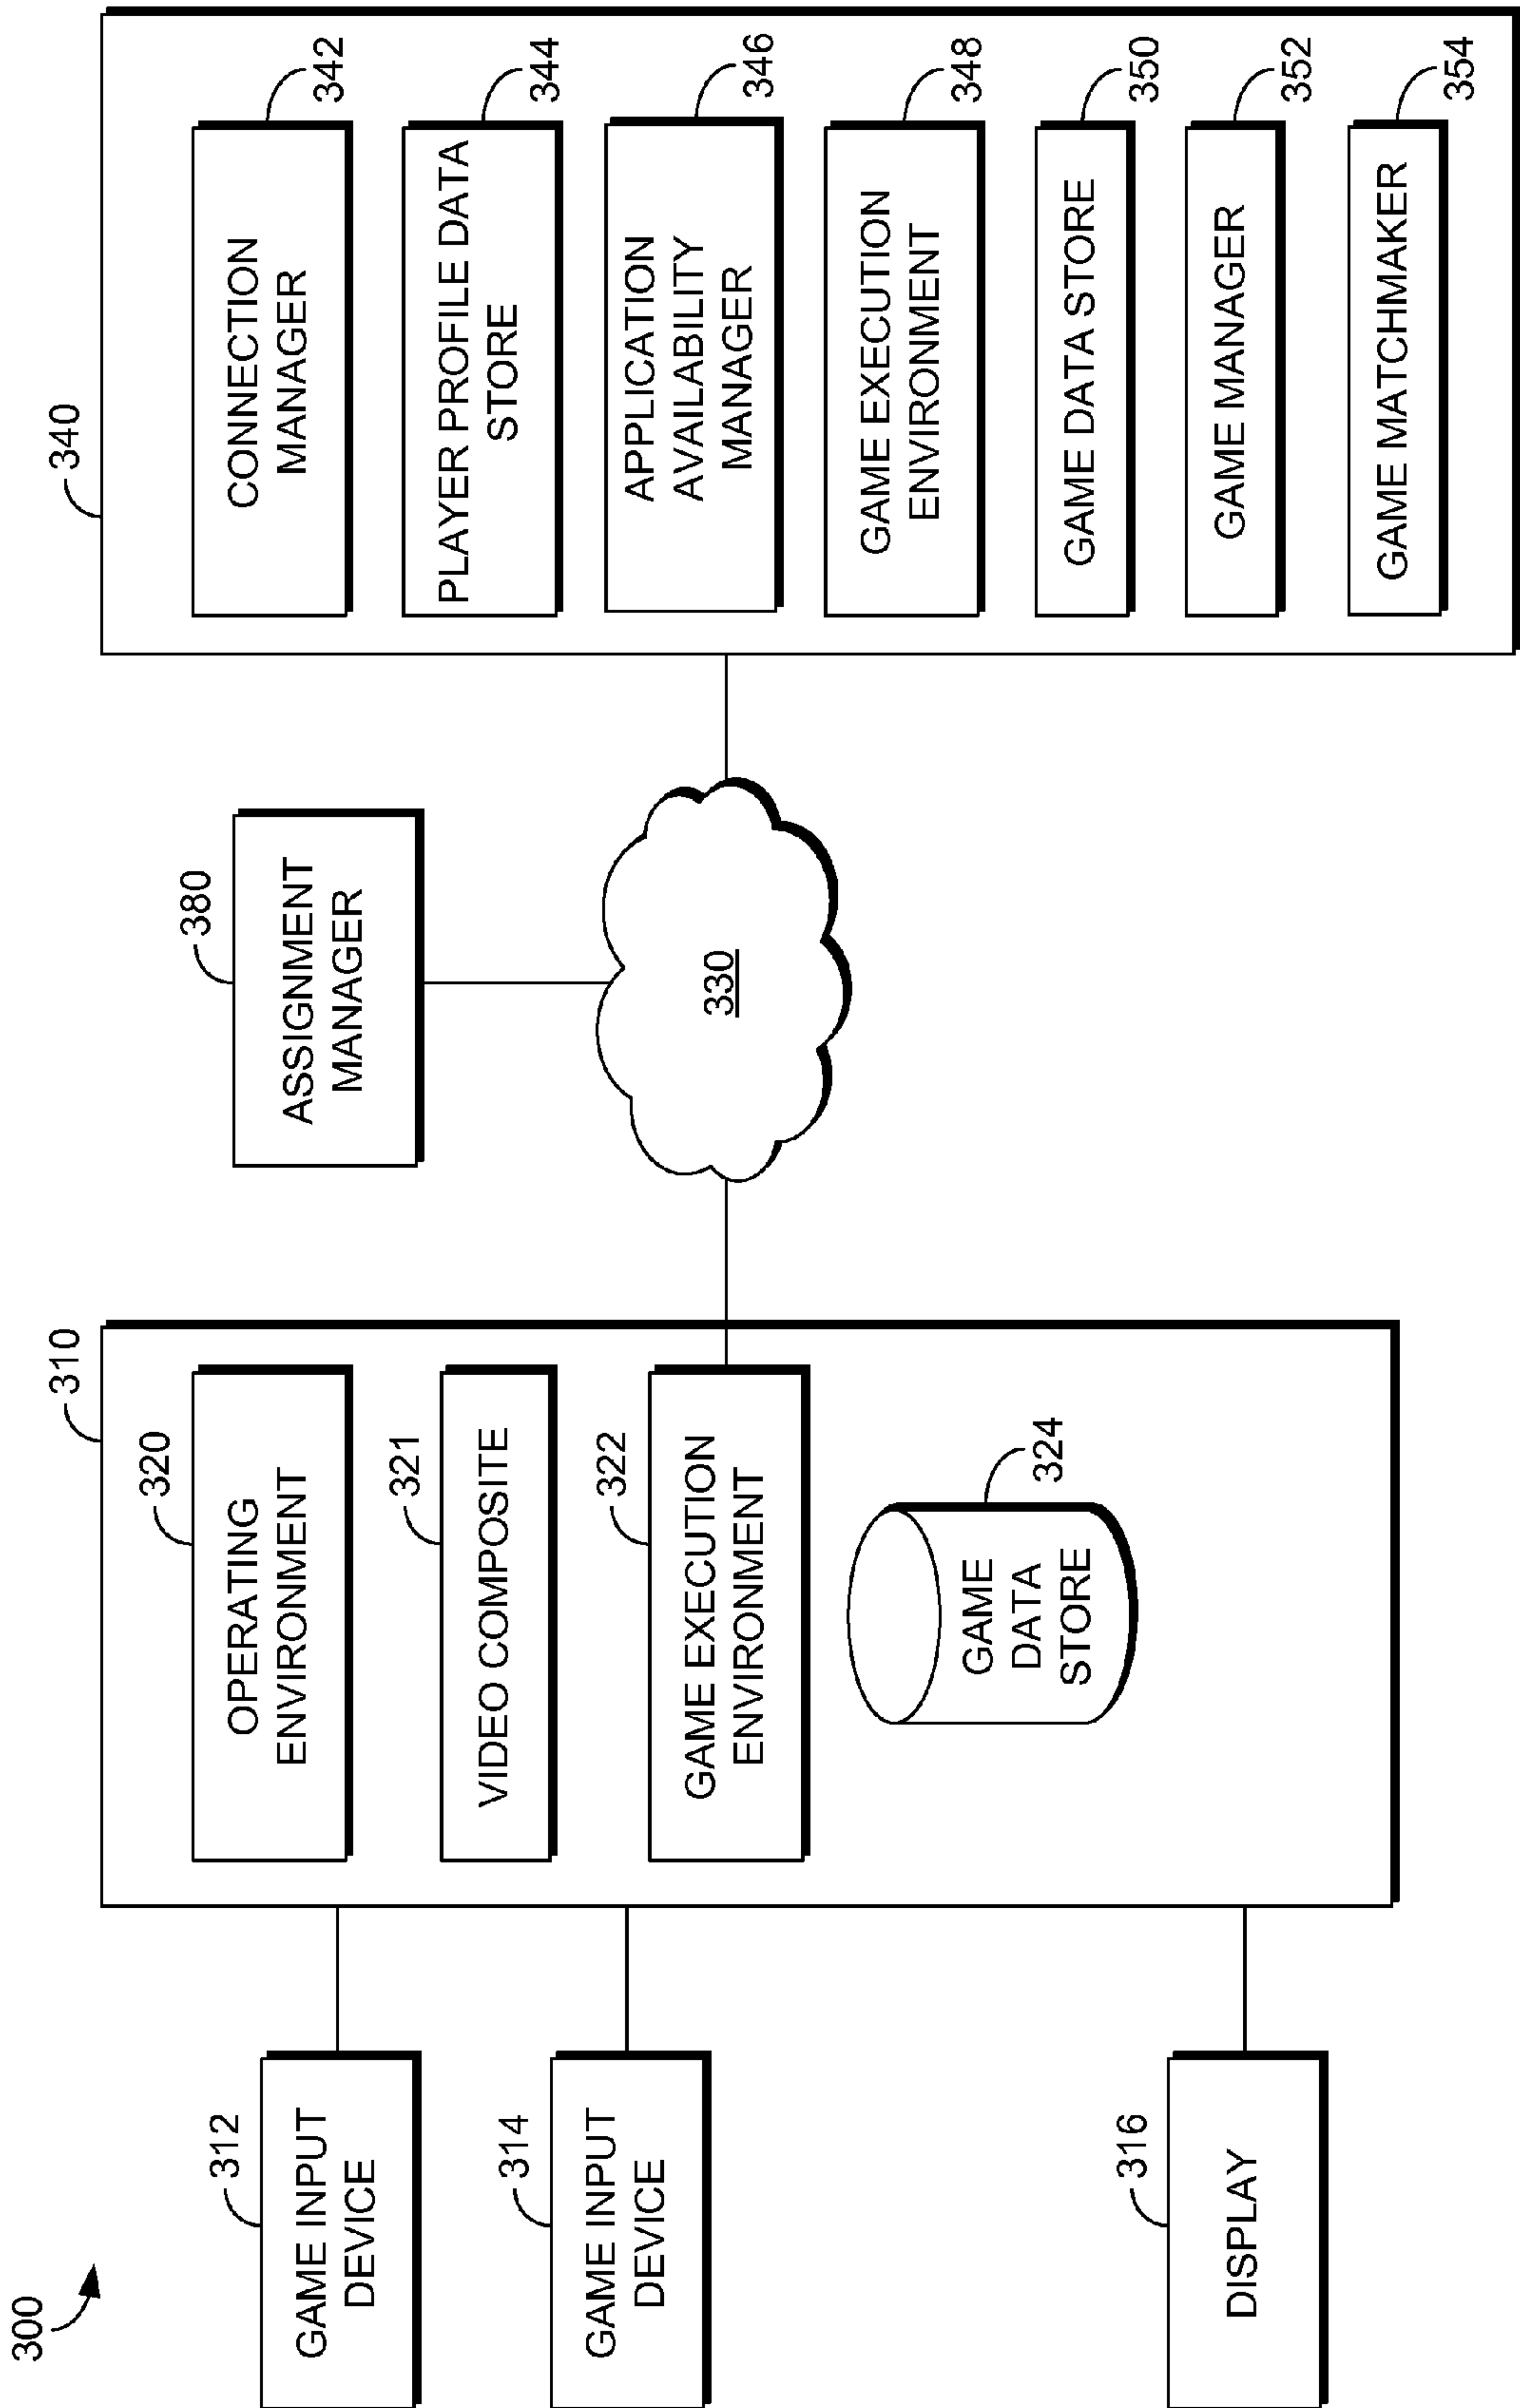 300
312
GAME INPUT
DEVICE
314
GAME INPUT
DEVICE
316
DISPLAY
310
320
OPERATING
ENVIRONMENT
321
VIDEO COMPOSITE
322
GAME EXECUTION
ENVIRONMENT
324
GAME
DATA
STORE
380
ASSIGNMENT
MANAGER
330
340
CONNECTION
MANAGER
342
PLAYER PROFILE DATA
STORE
344
APPLICATION
AVAILABILITY
MANAGER
346
GAME EXECUTION
ENVIRONMENT
348
GAME DATA STORE
350
GAME MANAGER
352
GAME MATCHMAKER
354